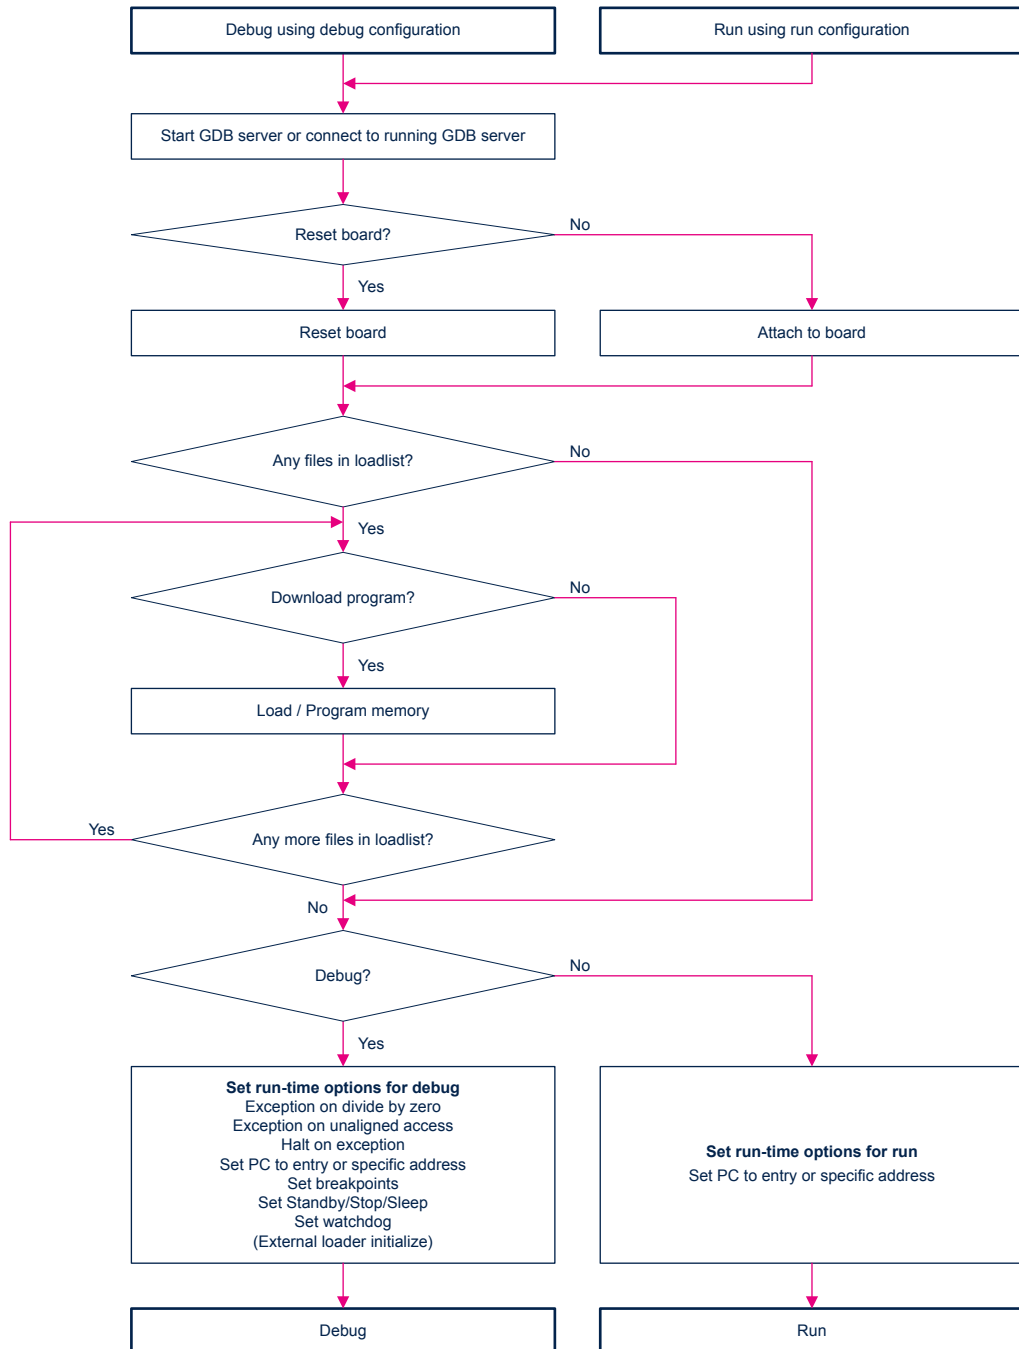 Debug using debug configuration
Run using run configuration
Start GDB server or connect to running GDB server
Reset board?
No
Yes
Reset board
Attach to board
Any files in loadlist?
No
Yes
Download program?
No
Yes
Load / Program memory
Yes
Any more files in loadlist?
No
Debug?
No
Yes
Set run-time options for debug
Exception on divide by zero
Exception on unaligned access
Halt on exception
Set PC to entry or specific address
Set breakpoints
Set Standby/Stop/Sleep
Set watchdog
(External loader initialize)
Set run-time options for run
Set PC to entry or specific address
Debug
Run